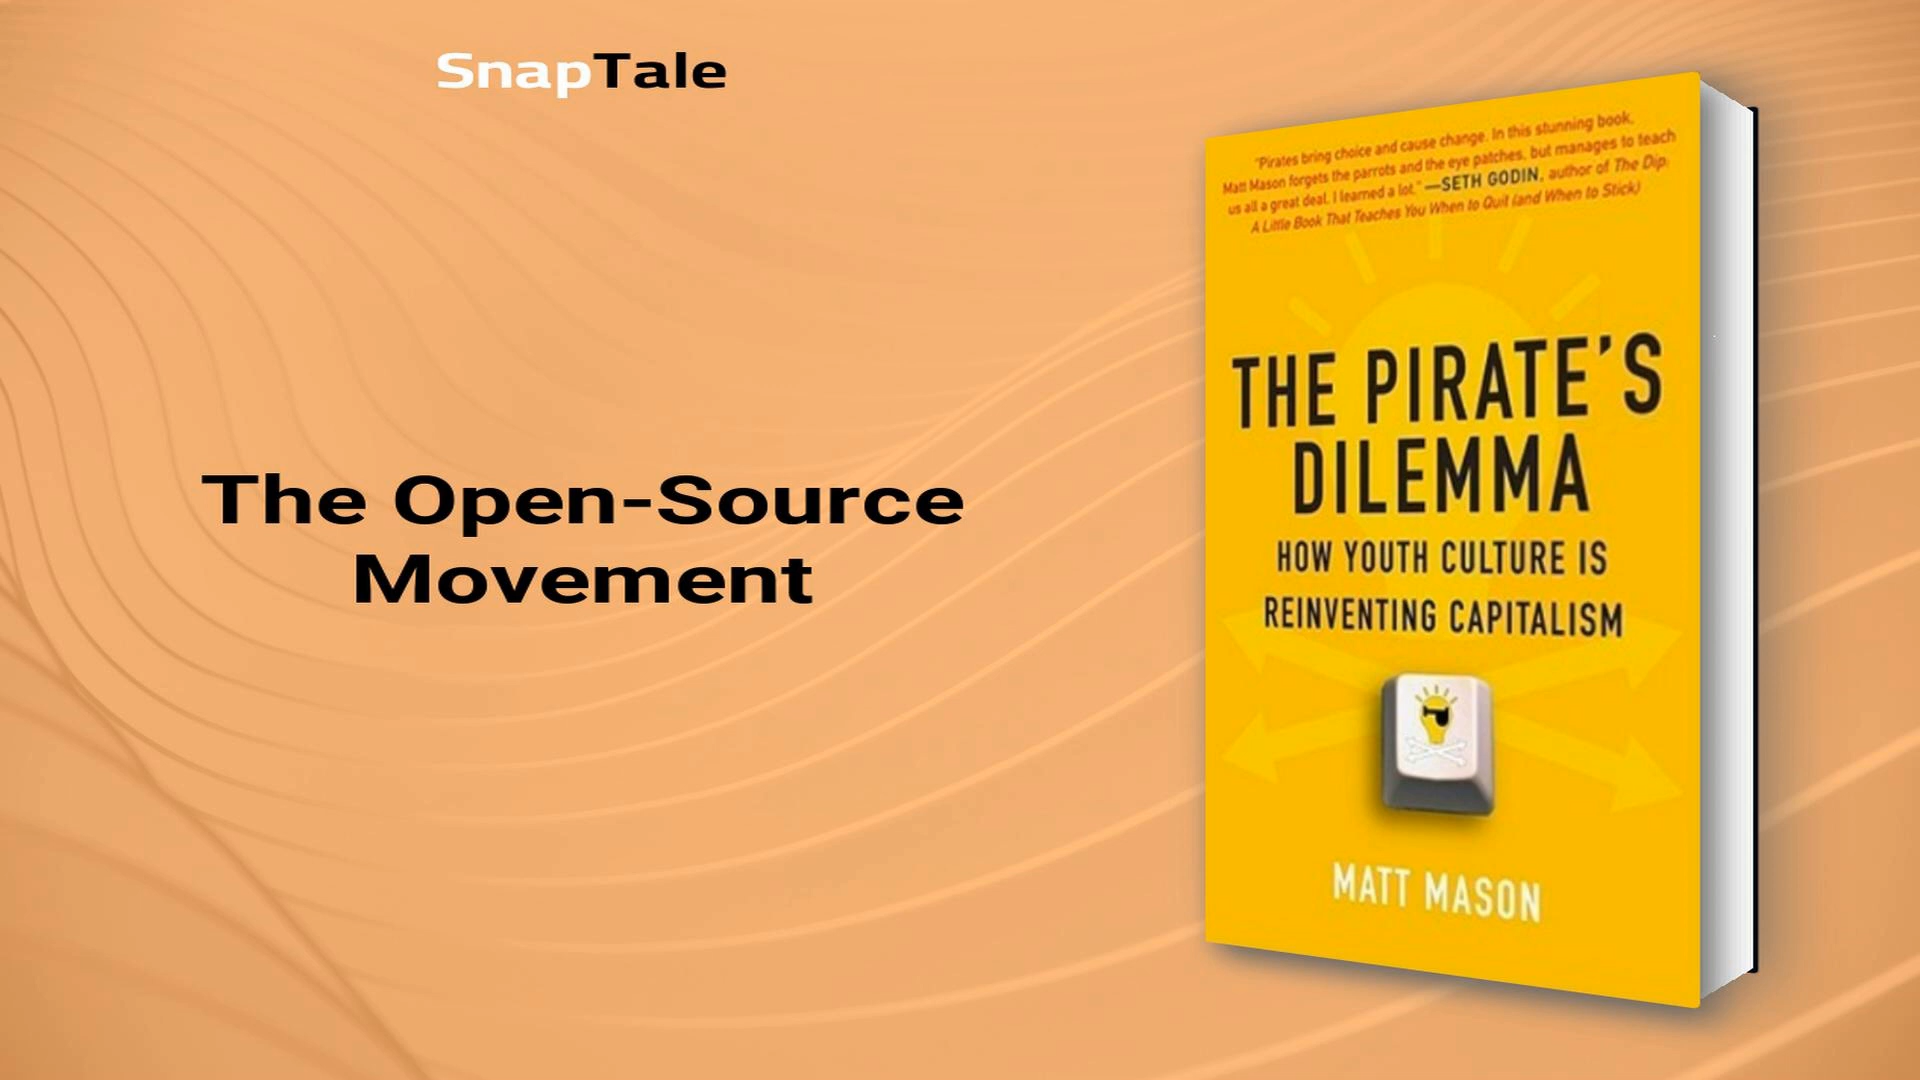 SnapTale
The Open-Source
Movement
"Pirates bring choice and cause change. In this stunning book,
Matt Mason forgets the parrots and the eye patches, but manages to teach
us all a great deal. I learned a lot." —SETH GODIN, author of The Dip:
A Little Book That Teaches You When to Quit (and When to Stick)
THE PIRATE'S
DILEMMA
HOW YOUTH CULTURE IS
REINVENTING CAPITALISM
MATT MASON